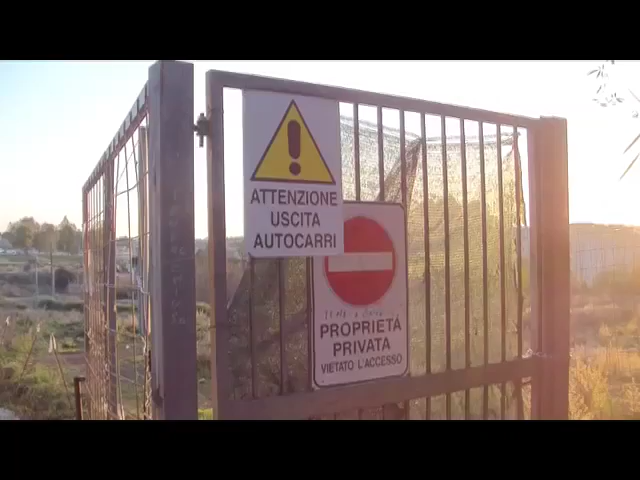 ATTENZIONE
USCITA
AUTOCARRI
PROPRIETÀ
PRIVATA
VIETATO L'ACCESSO